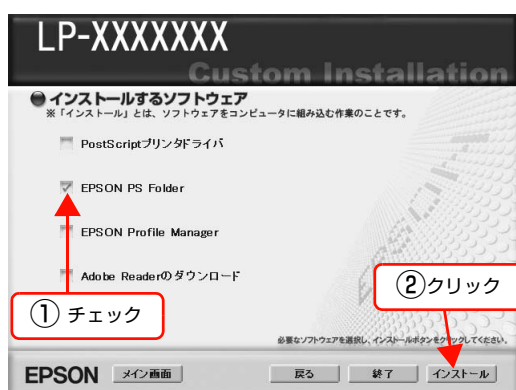 LP-XXXXXXX
Custom Installation
インストールするソフトウェア
※「インストール」とは、ソフトウェアをコンピュータに組み込む作業のことです。
PostScriptプリンタドライバ
EPSON PS Folder
EPSON Profile Manager
Adobe Readerのダウンロード
① チェック
②クリック
EPSON
必要なソフトウェアを選択し、インストールボタンをクリックしてください。
EPSON
メイン画面
戻る
終了
インストール